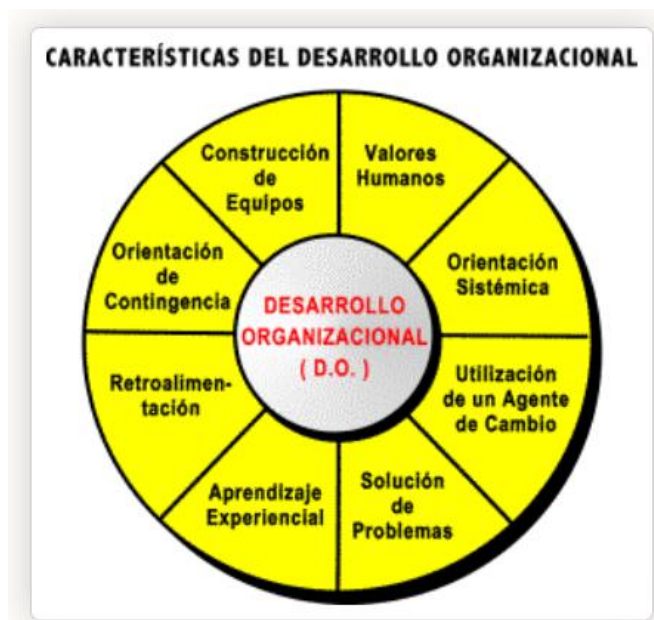 CARACTERÍSTICAS DEL DESARROLLO ORGANIZACIONAL
Construcción
de
Equipos
Valores
Humanos
Orientación
Sistémica
Utilización
de un Agente
de Cambio
Solución
de
Problemas
Aprendizaje
Experiencial
Retroalimen-
tación
Orientación
de
Contingencia
DESARROLLO
ORGANIZACIONAL
( D.O. )